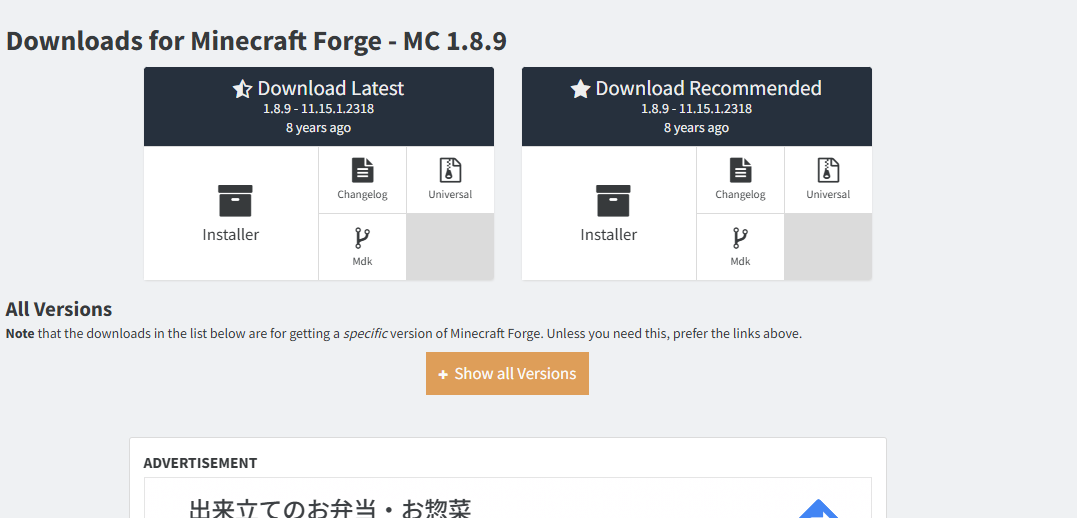 Downloads for Minecraft Forge - MC 1.8.9
Download Latest
1.8.9 - 11.15.1.2318
8 years ago
Installer
Changelog
Universal
Mdk
Download Recommended
1.8.9 - 11.15.1.2318
8 years ago
Installer
Changelog
Universal
Mdk
All Versions
Note that the downloads in the list below are for getting a specific version of Minecraft Forge. Unless you need this, prefer the links above.
+ Show all Versions
ADVERTISEMENT
出来立てのお弁当・お惣菜